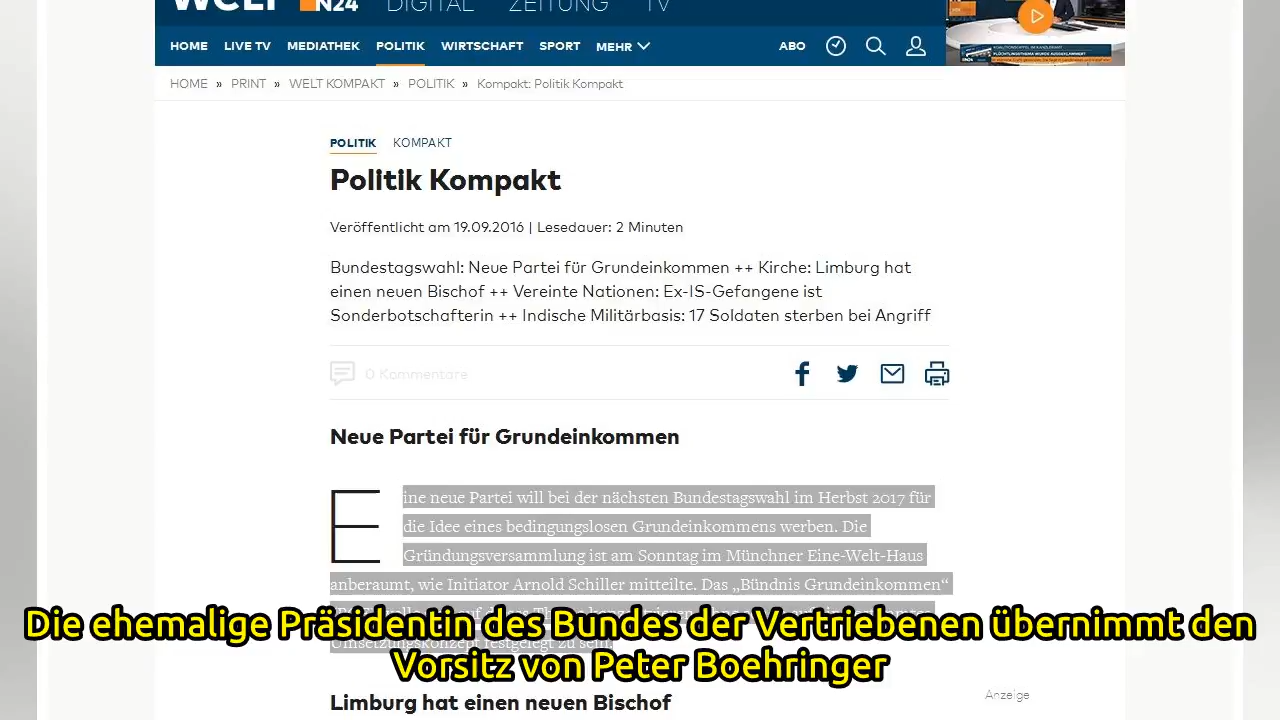 WELT N24 DIGITAL ZEITUNG TV
HOME LIVE TV MEDIATHEK POLITIK WIRTSCHAFT SPORT MEHR ABO
HOME » PRINT » WELT KOMPAKT » POLITIK » Kompakt: Politik Kompakt
POLITIK KOMPAKT
Politik Kompakt
Veröffentlicht am 19.09.2016 | Lesedauer: 2 Minuten
Bundestagswahl: Neue Partei für Grundeinkommen ++ Kirche: Limburg hat
einen neuen Bischof ++ Vereinte Nationen: Ex-IS-Gefangene ist
Sonderbotschafterin ++ Indische Militärbasis: 17 Soldaten sterben bei Angriff
0 Kommentare
Neue Partei für Grundeinkommen
Eine neue Partei will bei der nächsten Bundestagswahl im Herbst 2017 für
die Idee eines bedingungslosen Grundeinkommens werben. Die
Gründungsversammlung ist am Sonntag im Münchner Eine-Welt-Haus
anberaumt, wie Initiator Arnold Schiller mitteilte. Das „Bündnis Grundeinkommen“
Die ehemalige Präsidentin des Bundes der Vertriebenen übernimmt den
Umsetzungskonzept festgelegt zu sein.
Vorsitz von Peter Boehringer
Anzeige
Limburg hat einen neuen Bischof